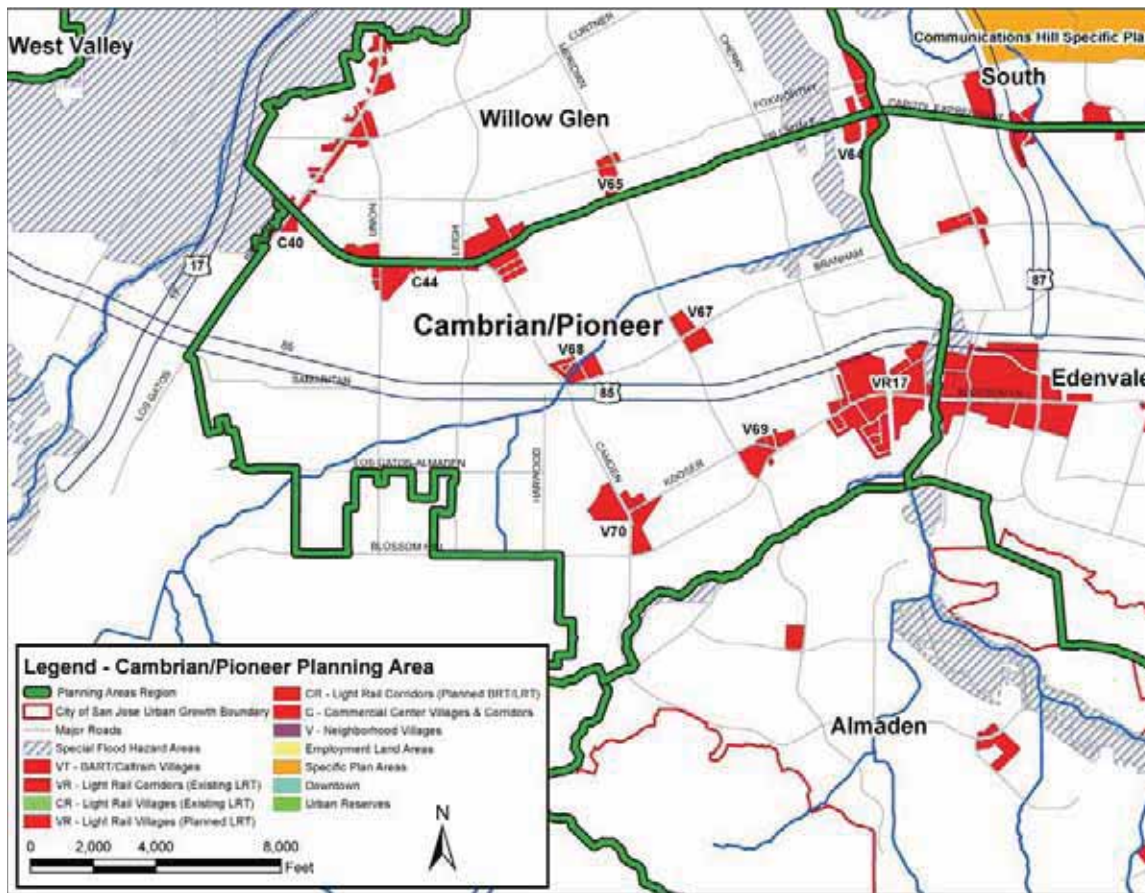 West Valley
Communications Hill Specific Pla
South
CURTNER
MERIDIAN
CHERRY
FOXWORTHY
HILLSDALE
CAPITOL EXPRE
Willow Glen
V64
V65
C40
UNION
LEIGH
17
C44
BRANHAM
87
Cambrian/Pioneer
V67
V68
85
SAMARITAN
85
LOS GATOS
VR17
Edenvale
V69
CAMDEN
KOOSER
LOS GATOS-ALMADEN
HARWOOD
V70
BLOSSOM HILL
Almaden
Legend - Cambrian/Pioneer Planning Area
Planning Areas Region
City of San Jose Urban Growth Boundary
Major Roads
Special Flood Hazard Areas
VT - BART/Caltrain Villages
VR - Light Rail Corridors (Existing LRT)
CR - Light Rail Villages (Existing LRT)
VR - Light Rail Villages (Planned LRT)
CR - Light Rail Corridors (Planned BRT/LRT)
C - Commercial Center Villages & Corridors
V - Neighborhood Villages
Employment Land Areas
Specific Plan Areas
Downtown
Urban Reserves
N
0 2,000 4,000 8,000
Feet